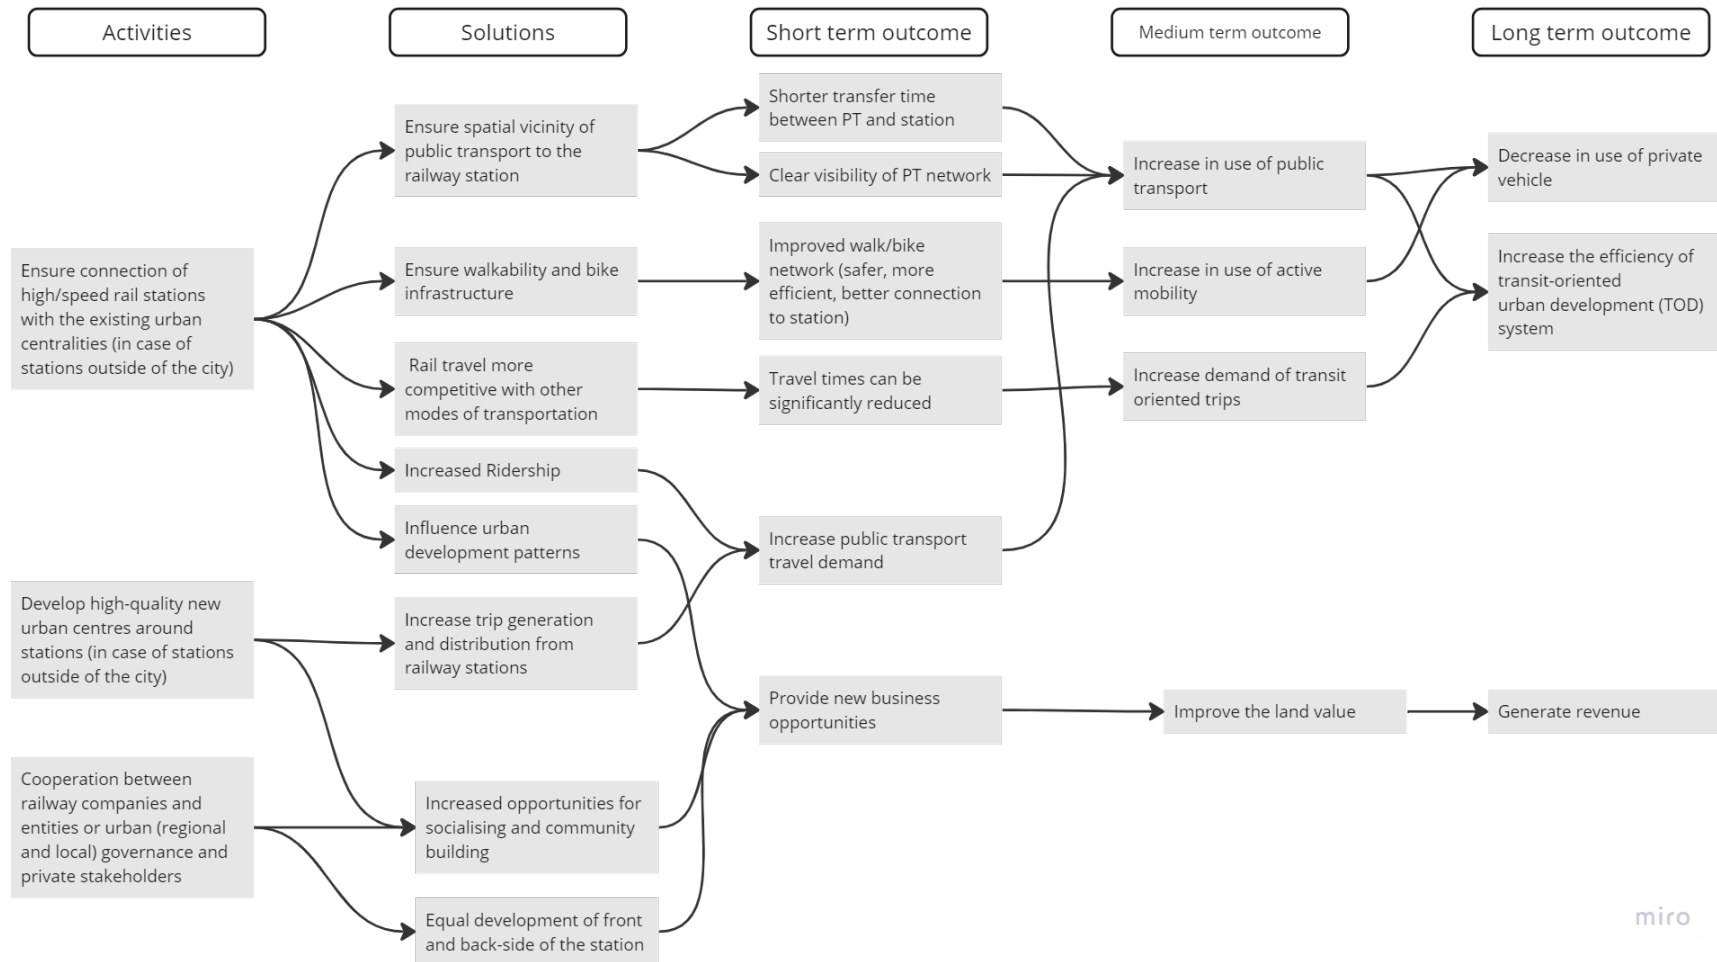 Activities
Solutions
Short term outcome
Medium term outcome
Long term outcome
Ensure connection of
high/speed rail stations
with the existing urban
centralities (in case of
stations outside of the city)
Develop high-quality new
urban centres around
stations (in case of stations
outside of the city)
Cooperation between
railway companies and
entities or urban (regional
and local) governance and
private stakeholders
Ensure spatial vicinity of
public transport to the
railway station
Ensure walkability and bike
infrastructure
Rail travel more
competitive with other
modes of transportation
Increased Ridership
Influence urban
development patterns
Increase trip generation
and distribution from
railway stations
Increased opportunities for
socialising and community
building
Equal development of front
and back-side of the station
Shorter transfer time
between PT and station
Clear visibility of PT network
Improved walk/bike
network (safer, more
efficient, better connection
to station)
Travel times can be
significantly reduced
Increase public transport
travel demand
Provide new business
opportunities
Increase in use of public
transport
Increase in use of active
mobility
Increase demand of transit
oriented trips
Improve the land value
Decrease in use of private
vehicle
Increase the efficiency of
transit-oriented
urban development (TOD)
system
Generate revenue
miro